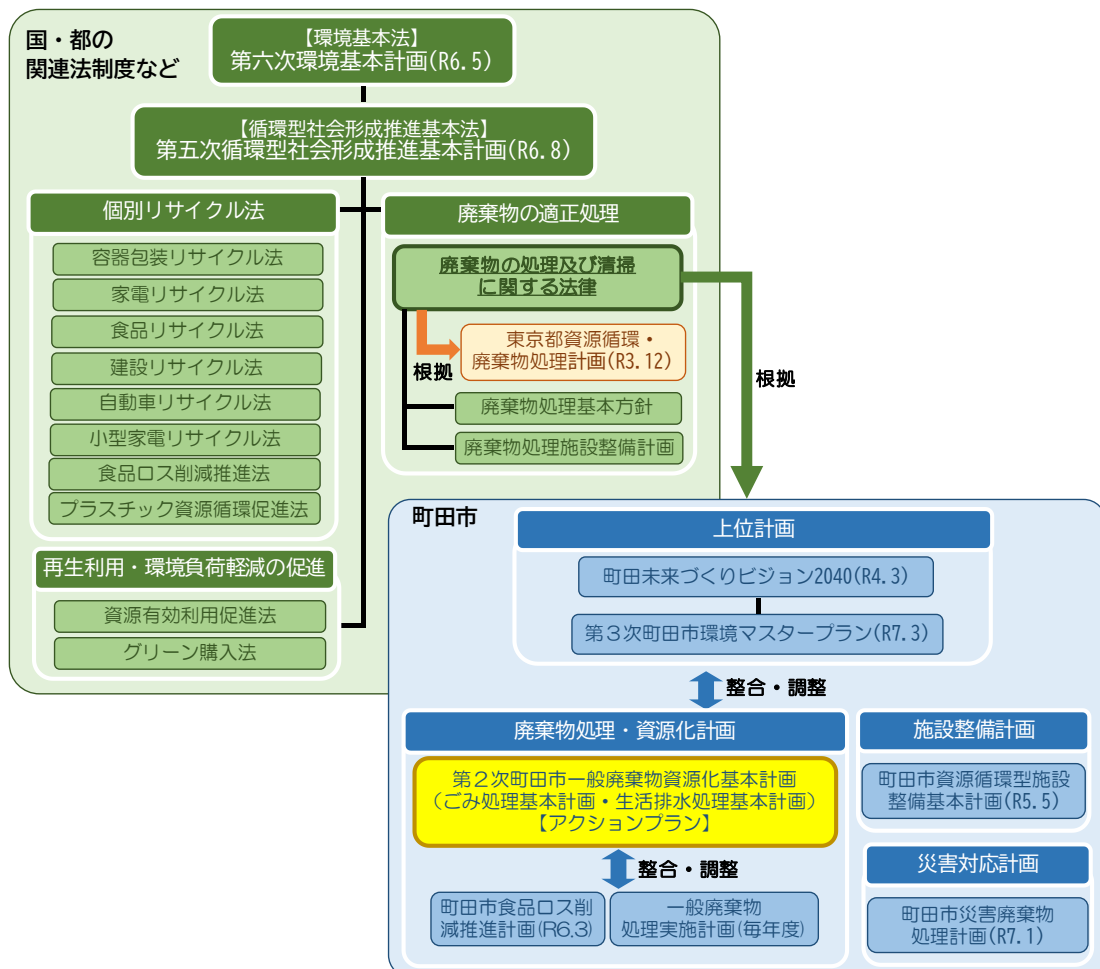 国・都の
関連法制度など
【環境基本法】
第六次環境基本計画(R6.5)
【循環型社会形成推進基本法】
第五次循環型社会形成推進基本計画(R6.8)
個別リサイクル法
容器包装リサイクル法
家電リサイクル法
食品リサイクル法
建設リサイクル法
自動車リサイクル法
小型家電リサイクル法
食品ロス削減推進法
プラスチック資源循環促進法
再生利用・環境負荷軽減の促進
資源有効利用促進法
グリーン購入法
廃棄物の適正処理
廃棄物の処理及び清掃
に関する法律
根拠
東京都資源循環・
廃棄物処理計画(R3.12)
廃棄物処理基本方針
廃棄物処理施設整備計画
根拠
町田市
上位計画
町田未来づくりビジョン2040(R4.3)
第3次町田市環境マスタープラン(R7.3)
整合・調整
廃棄物処理・資源化計画
第2次町田市一般廃棄物資源化基本計画
(ごみ処理基本計画・生活排水処理基本計画)
【アクションプラン】
整合・調整
町田市食品ロス削
減推進計画(R6.3)
一般廃棄物
処理実施計画(毎年度)
施設整備計画
町田市資源循環型施設
整備基本計画(R5.5)
災害対応計画
町田市災害廃棄物
処理計画(R7.1)